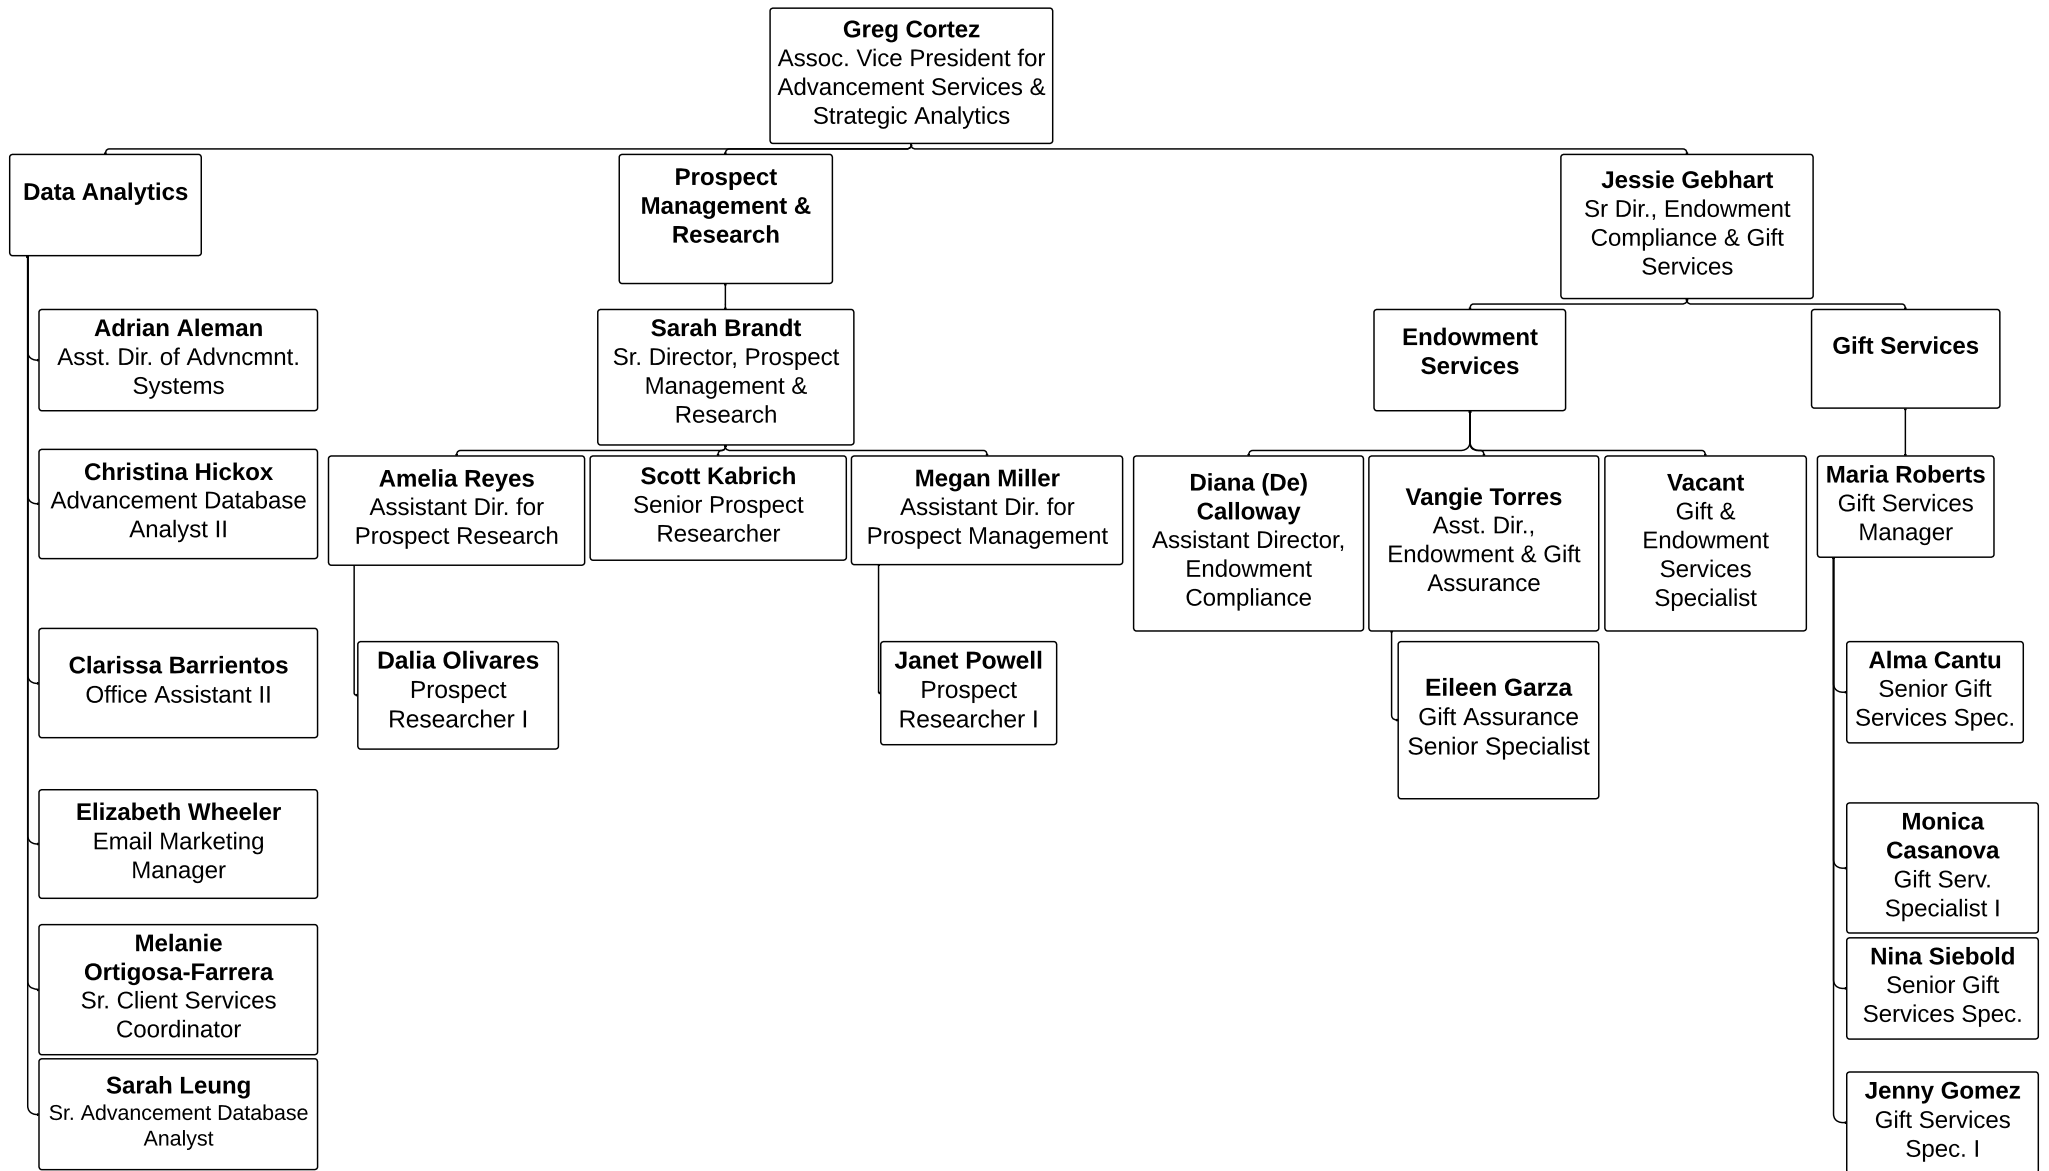 Greg Cortez
Assoc. Vice President for
Advancement Services &
Strategic Analytics
Data Analytics
Prospect
Management &
Research
Jessie Gebhart
Sr Dir., Endowment
Compliance & Gift
Services
Adrian Aleman
Asst. Dir. of Advncmnt.
Systems
Christina Hickox
Advancement Database
Analyst II
Clarissa Barrientos
Office Assistant II
Elizabeth Wheeler
Email Marketing
Manager
Melanie
Ortigosa-Farrera
Sr. Client Services
Coordinator
Sarah Leung
Sr. Advancement Database
Analyst
Sarah Brandt
Sr. Director, Prospect
Management &
Research
Amelia Reyes
Assistant Dir. for
Prospect Research
Dalia Olivares
Prospect
Researcher I
Scott Kabrich
Senior Prospect
Researcher
Megan Miller
Assistant Dir. for
Prospect Management
Janet Powell
Prospect
Researcher I
Endowment
Services
Diana (De)
Calloway
Assistant Director,
Endowment
Compliance
Vangie Torres
Asst. Dir.,
Endowment & Gift
Assurance
Eileen Garza
Gift Assurance
Senior Specialist
Vacant
Gift &
Endowment
Services
Specialist
Gift Services
Maria Roberts
Gift Services
Manager
Alma Cantu
Senior Gift
Services Spec.
Monica
Casanova
Gift Serv.
Specialist I
Nina Siebold
Senior Gift
Services Spec.
Jenny Gomez
Gift Services
Spec. I